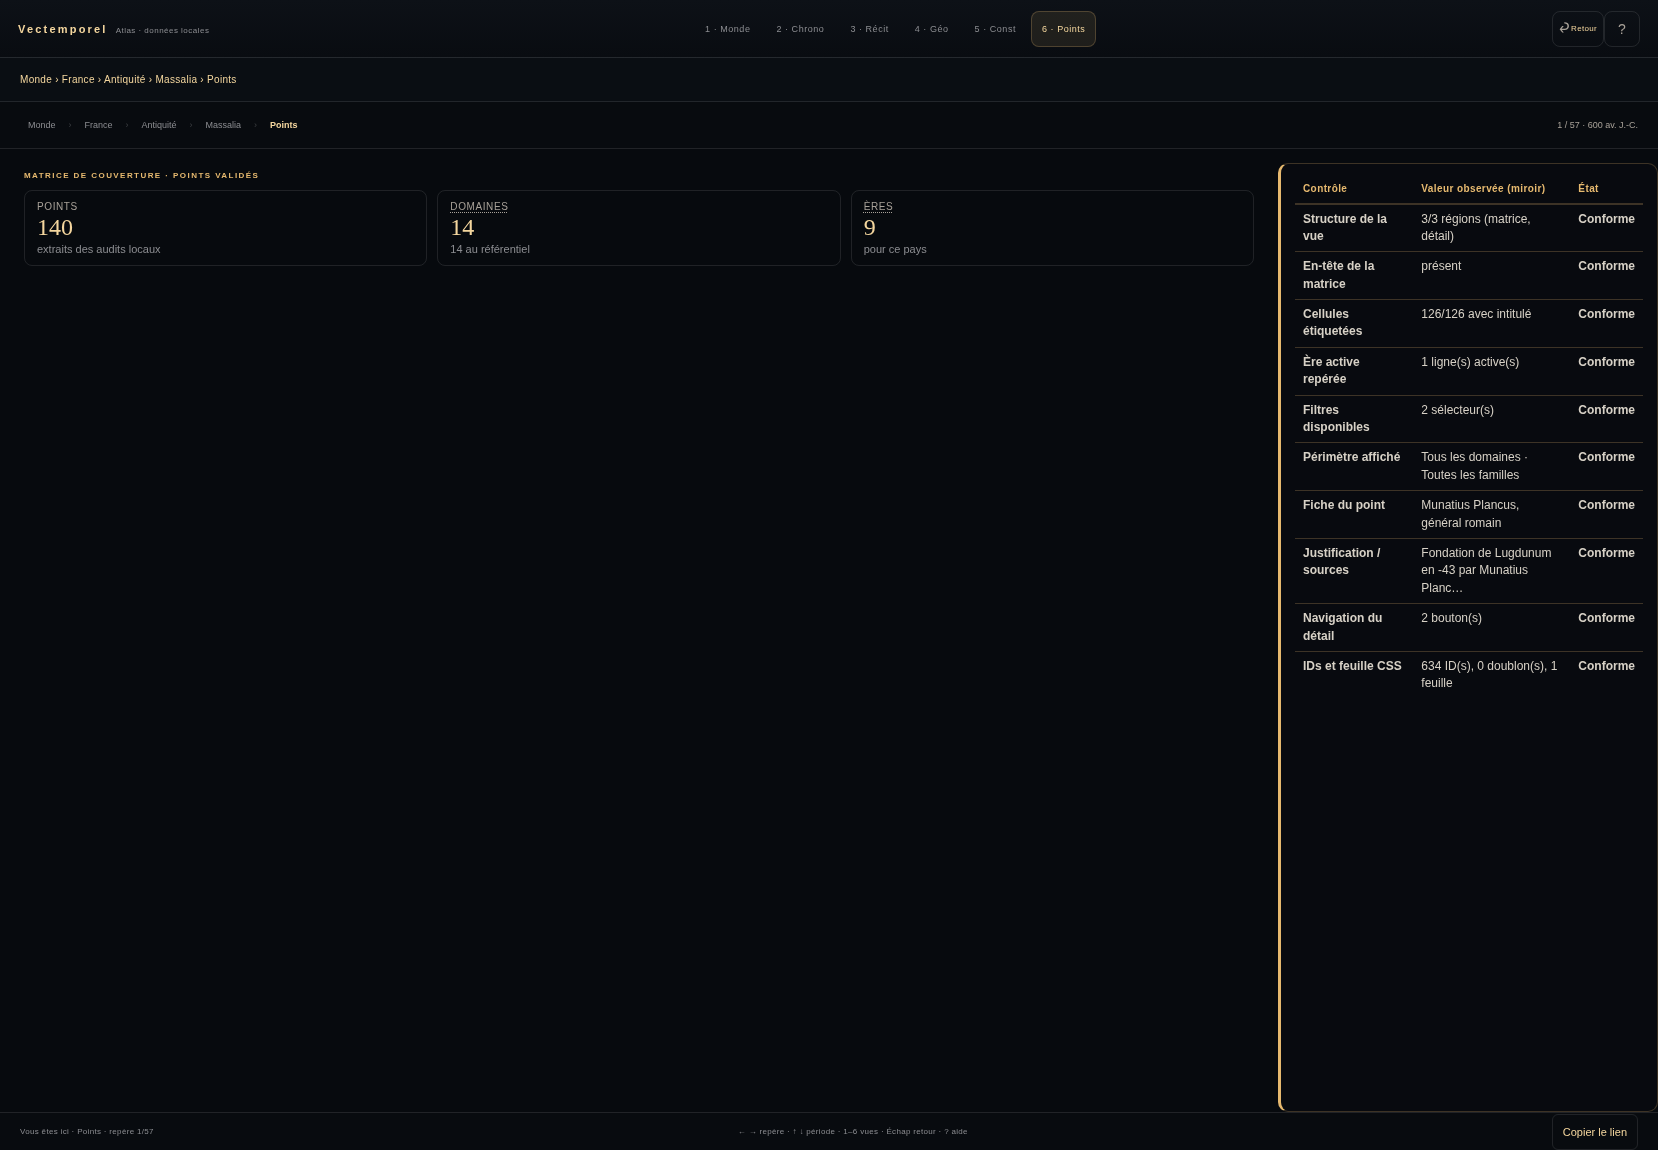 Vectemporel Atlas · données locales
1 · Monde 2 · Chrono 3 · Récit 4 · Géo 5 · Const 6 · Points
Retour ?
Monde › France › Antiquité › Massalia › Points
Monde › France › Antiquité › Massalia › Points
1 / 57 · 600 av. J.-C.
MATRICE DE COUVERTURE · POINTS VALIDÉS
POINTS
140
extraits des audits locaux
DOMAINES
14
14 au référentiel
ÈRES
9
pour ce pays
Contrôle Valeur observée (miroir) État
Structure de la vue 3/3 régions (matrice, détail) Conforme
En-tête de la matrice présent Conforme
Cellules étiquetées 126/126 avec intitulé Conforme
Ère active repérée 1 ligne(s) active(s) Conforme
Filtres disponibles 2 sélecteur(s) Conforme
Périmètre affiché Tous les domaines · Toutes les familles Conforme
Fiche du point Munatius Plancus, général romain Conforme
Justification / sources Fondation de Lugdunum en -43 par Munatius Planc… Conforme
Navigation du détail 2 bouton(s) Conforme
IDs et feuille CSS 634 ID(s), 0 doublon(s), 1 feuille Conforme
Vous êtes ici · Points · repère 1/57
← → repère · ↑ ↓ période · 1–6 vues · Échap retour · ? aide
Copier le lien